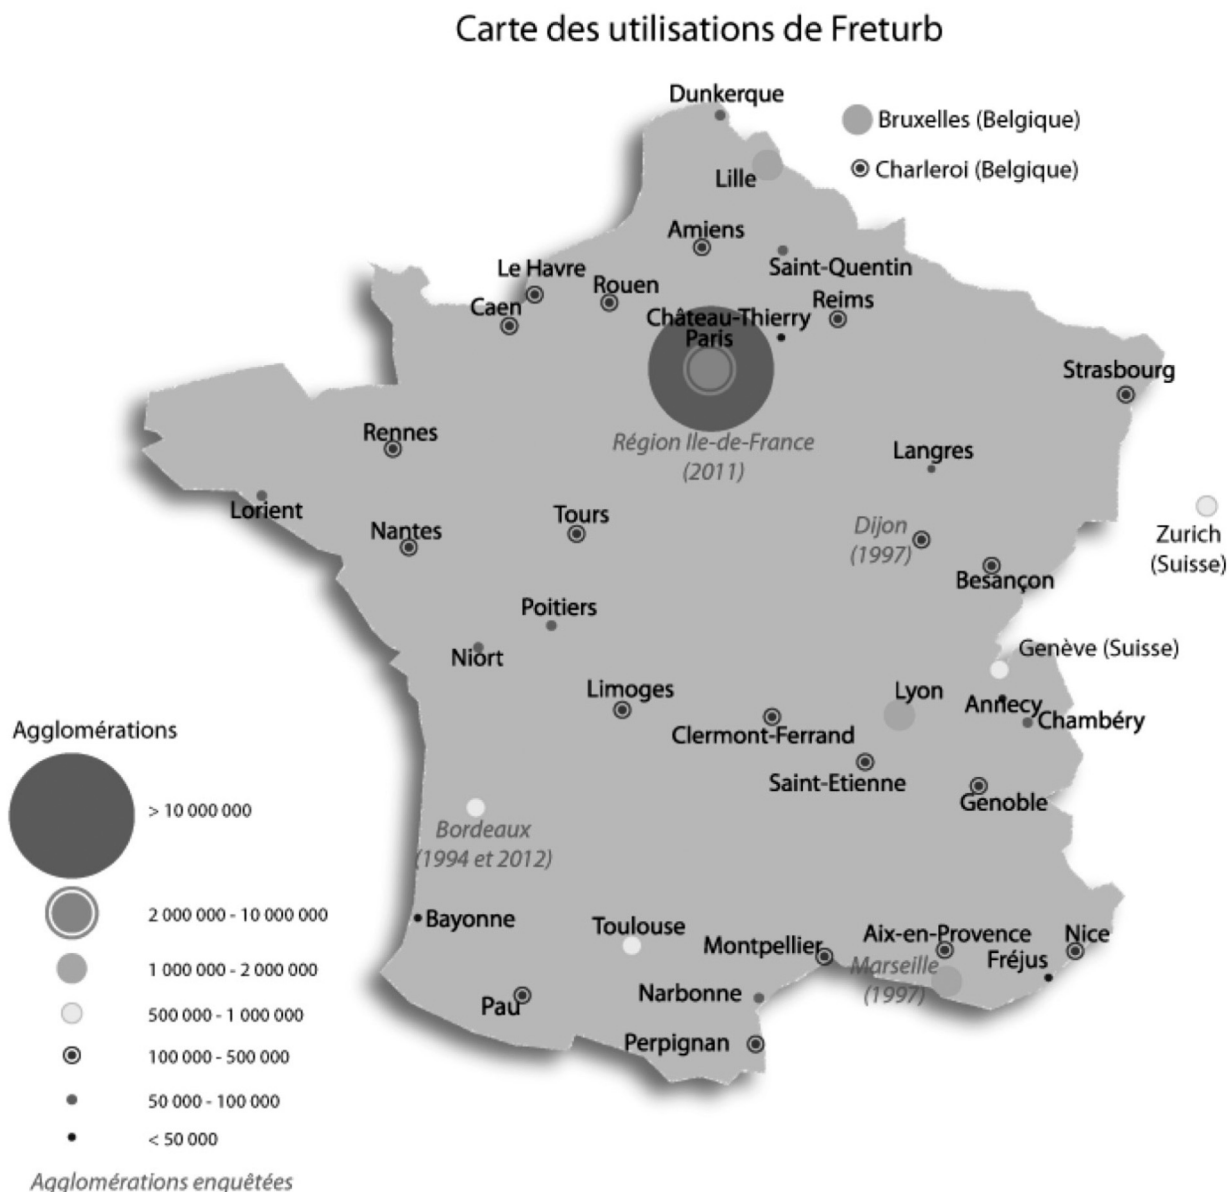 Carte des utilisations de Freturb
Dunkerque
Bruxelles (Belgique)
Charleroi (Belgique)
Lille
Amiens
Saint-Quentin
Le Havre
Rouen
Reims
Caen
Château-Thierry
Paris
Strasbourg
Région Ile-de-France
(2011)
Rennes
Langres
Lorient
Nantes
Tours
Dijon
(1997)
Zurich
(Suisse)
Besançon
Poitiers
Niort
Genève (Suisse)
Limoges
Lyon
Annecy
Chambéry
Clermont-Ferrand
Saint-Etienne
Genoble
Bordeaux
(1994 et 2012)
Bayonne
Toulouse
Montpellier
Aix-en-Provence
Nice
Marseille
(1997)
Fréjus
Pau
Narbonne
Perpignan
Agglomérations
> 10 000 000
2 000 000 - 10 000 000
1 000 000 - 2 000 000
500 000 - 1 000 000
100 000 - 500 000
50 000 - 100 000
< 50 000
Agglomérations enquêtées